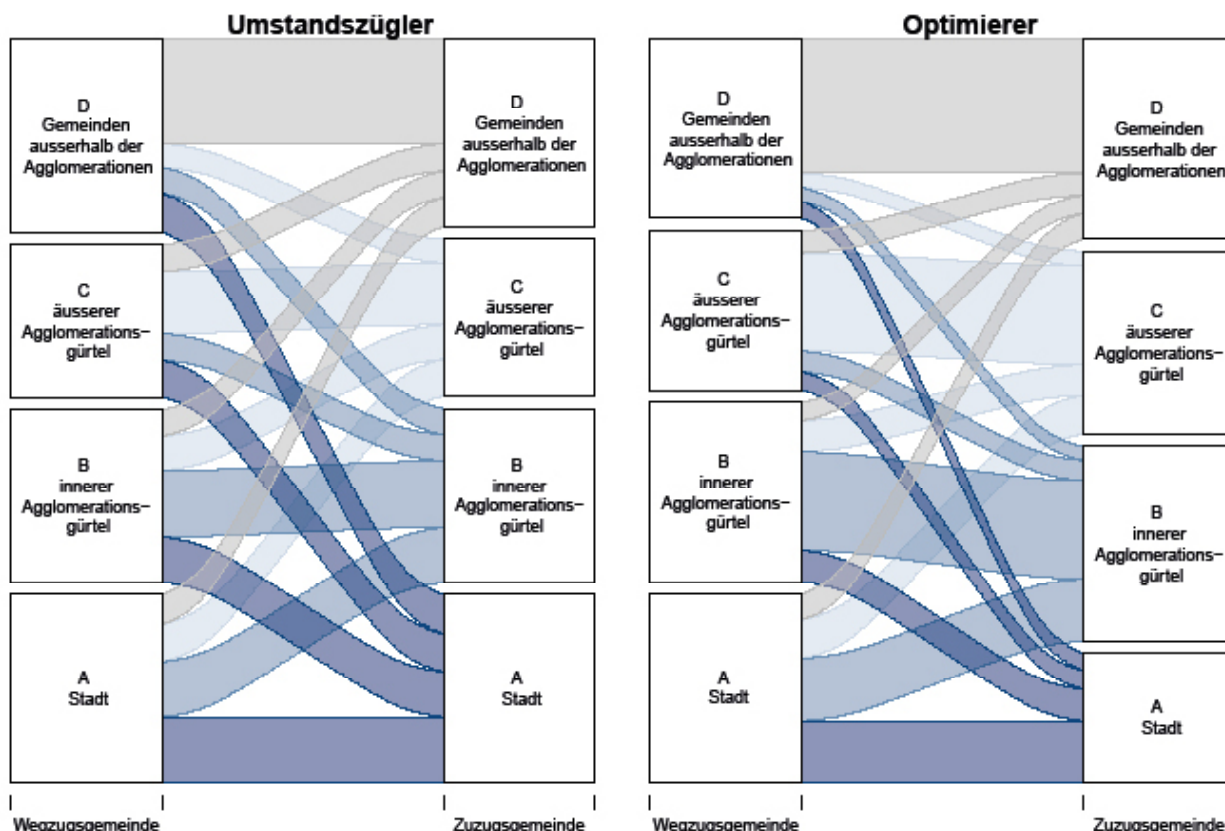 Umstandszügler
D
Gemeinden
ausserhalb der
Agglomerationen
C
äusserer
Agglomerations–
gürtel
B
innerer
Agglomerations–
gürtel
A
Stadt
D
Gemeinden
ausserhalb der
Agglomerationen
C
äusserer
Agglomerations–
gürtel
B
innerer
Agglomerations–
gürtel
A
Stadt
Wegzugsgemeinde
Zuzugsgemeinde
Optimierer
D
Gemeinden
ausserhalb der
Agglomerationen
C
äusserer
Agglomerations–
gürtel
B
innerer
Agglomerations–
gürtel
A
Stadt
D
Gemeinden
ausserhalb der
Agglomerationen
C
äusserer
Agglomerations–
gürtel
B
innerer
Agglomerations–
gürtel
A
Stadt
Wegzugsgemeinde
Zuzugsgemeinde